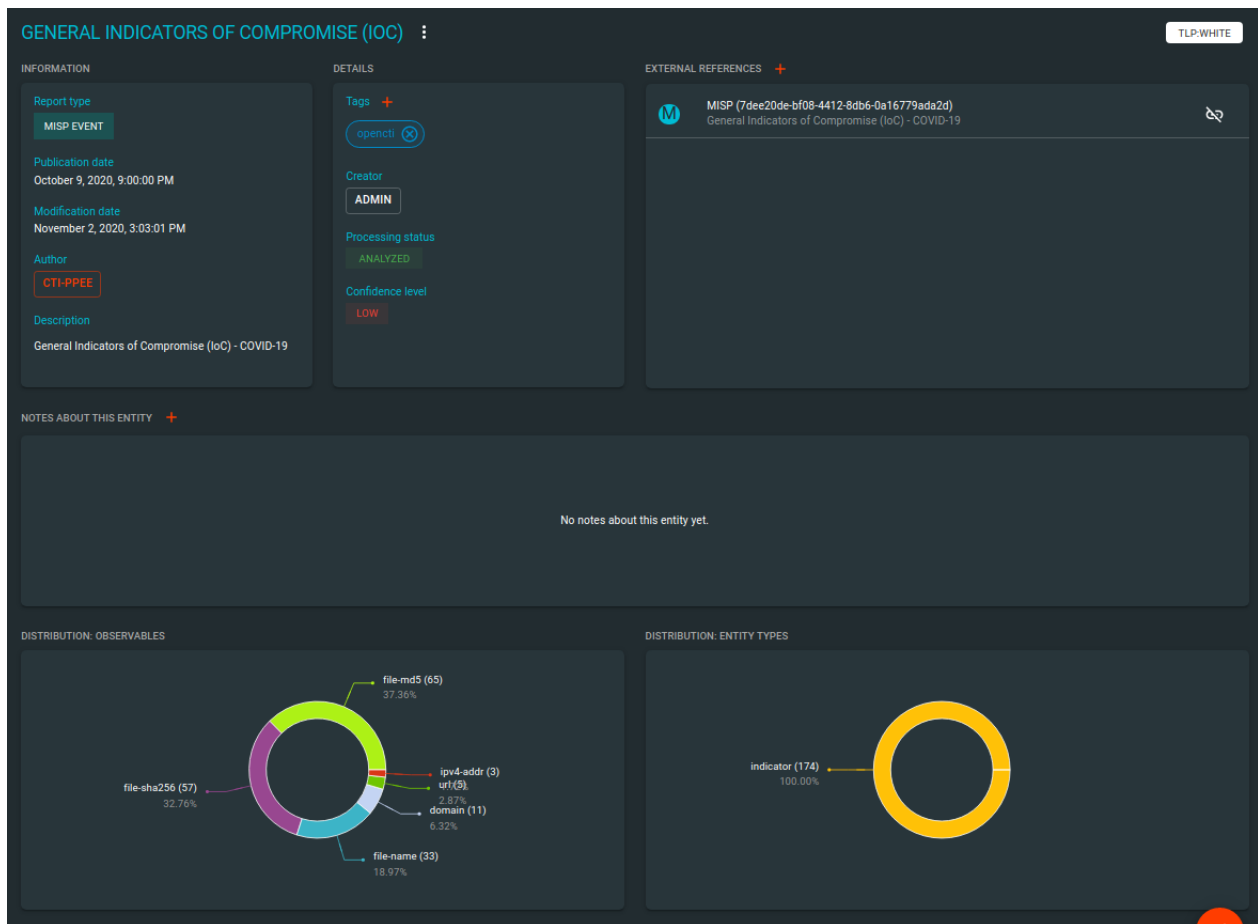 GENERAL INDICATORS OF COMPROMISE (IOC)
TLP:WHITE
INFORMATION
Report type
MISP EVENT
Publication date
October 9, 2020, 9:00:00 PM
Modification date
November 2, 2020, 3:03:01 PM
Author
CTI-PPEE
Description
General Indicators of Compromise (IoC) - COVID-19
DETAILS
Tags
opencti
Creator
ADMIN
Processing status
ANALYZED
Confidence level
LOW
EXTERNAL REFERENCES
M
MISP (7dee20de-bf08-4412-8db6-0a16779ada2d)
General Indicators of Compromise (IoC) - COVID-19
NOTES ABOUT THIS ENTITY
No notes about this entity yet.
DISTRIBUTION: OBSERVABLES
file-md5 (65)
37.36%
ipv4-addr (3)
url (5)
2.87%
domain (11)
6.32%
file-sha256 (57)
32.76%
file-name (33)
18.97%
DISTRIBUTION: ENTITY TYPES
indicator (174)
100.00%